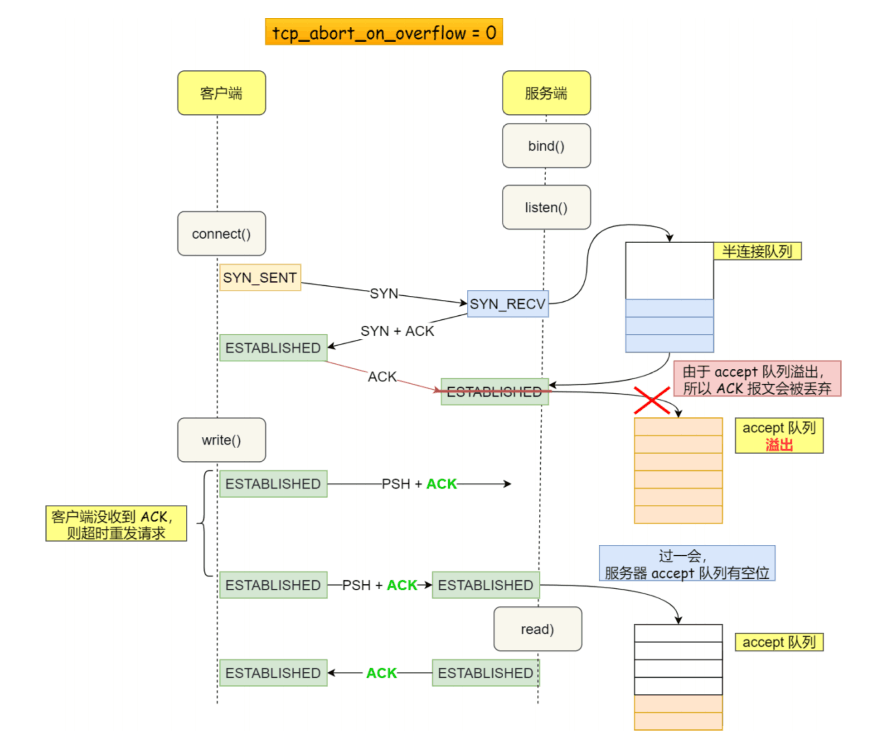 tcp_abort_on_overflow = 0
客户端
服务端
bind()
listen()
connect()
半连接队列
SYN_SENT
SYN
SYN_RECV
SYN + ACK
ESTABLISHED
ACK
ESTABLISHED
由于 accept 队列溢出，
所以 ACK 报文会被丢弃
accept 队列
溢出
write()
ESTABLISHED
PSH + ACK
客户端没收到 ACK，
则超时重发请求
过一会，
服务器 accept 队列有空位
ESTABLISHED
PSH + ACK
ESTABLISHED
read)
accept 队列
ESTABLISHED
ACK
ESTABLISHED